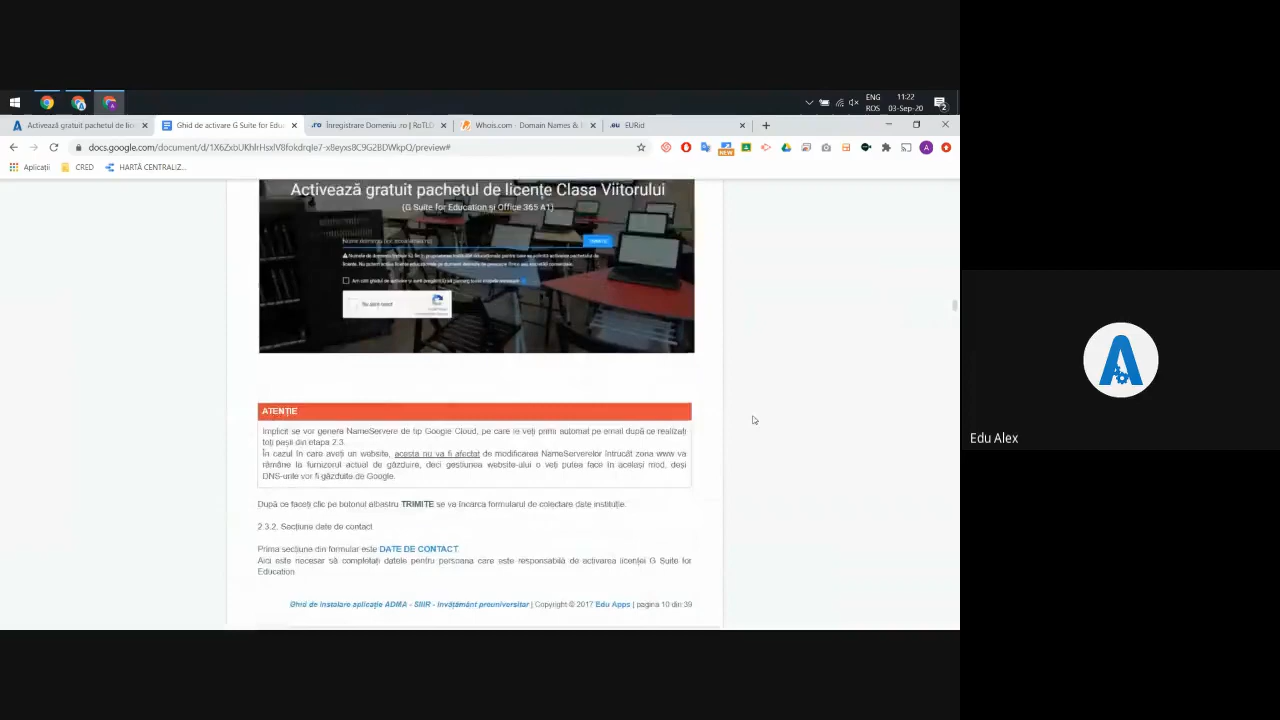 ENG
11:22
ROS
03-Sep-20
Activează gratuit pachetul de lic
Ghid de activare G Suite for Edu
.ro Înregistrare Domeniu .ro | RoTLD
Whois.com - Domain Names & I
.eu EURid
docs.google.com/document/d/
/preview#
NEW
A
Aplicații
CRED
HARTĂ CENTRALIZ...
Activează gratuit pachetul de licențe Clasa Viitorului
(G Suite for Education și Office 365 A1)
ATENȚIE
Implicit se vor genera NameServere de tip Google Cloud, pe care le veți primi automat pe email după ce realizați
toți pașii din etapa 2.3.
În cazul în care aveți un website, acesta nu va fi afectat de modificarea NameServerelor întrucât zona www va
rămâne la furnizorul actual de găzduire, deci gestiunea website-ului o veți putea face în același mod, deși
DNS-urile vor fi găzduite de Google.
După ce faceți clic pe butonul albastru TRIMITE se va încarca formularul de colectare date instituție.
2.3.2. Secțiune date de contact
Prima secțiune din formular este DATE DE CONTACT.
Aici este necesar să completați datele pentru persoana care este responsabilă de activarea licenței G Suite for
Education
Ghid de instalare aplicație ADMA - SIIIR - învățământ preuniversitar | Copyright © 2017 Edu Apps | pagina 10 din 39
Edu Alex